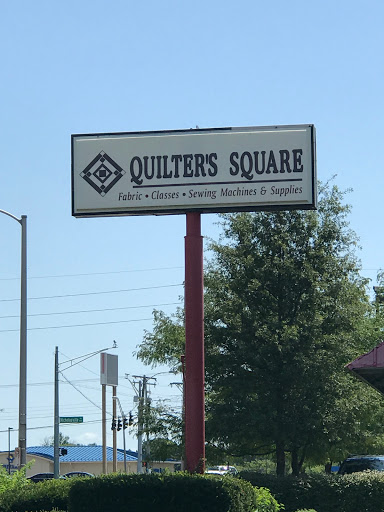 QUILTER'S SQUARE
Fabric • Classes • Sewing Machines & Supplies